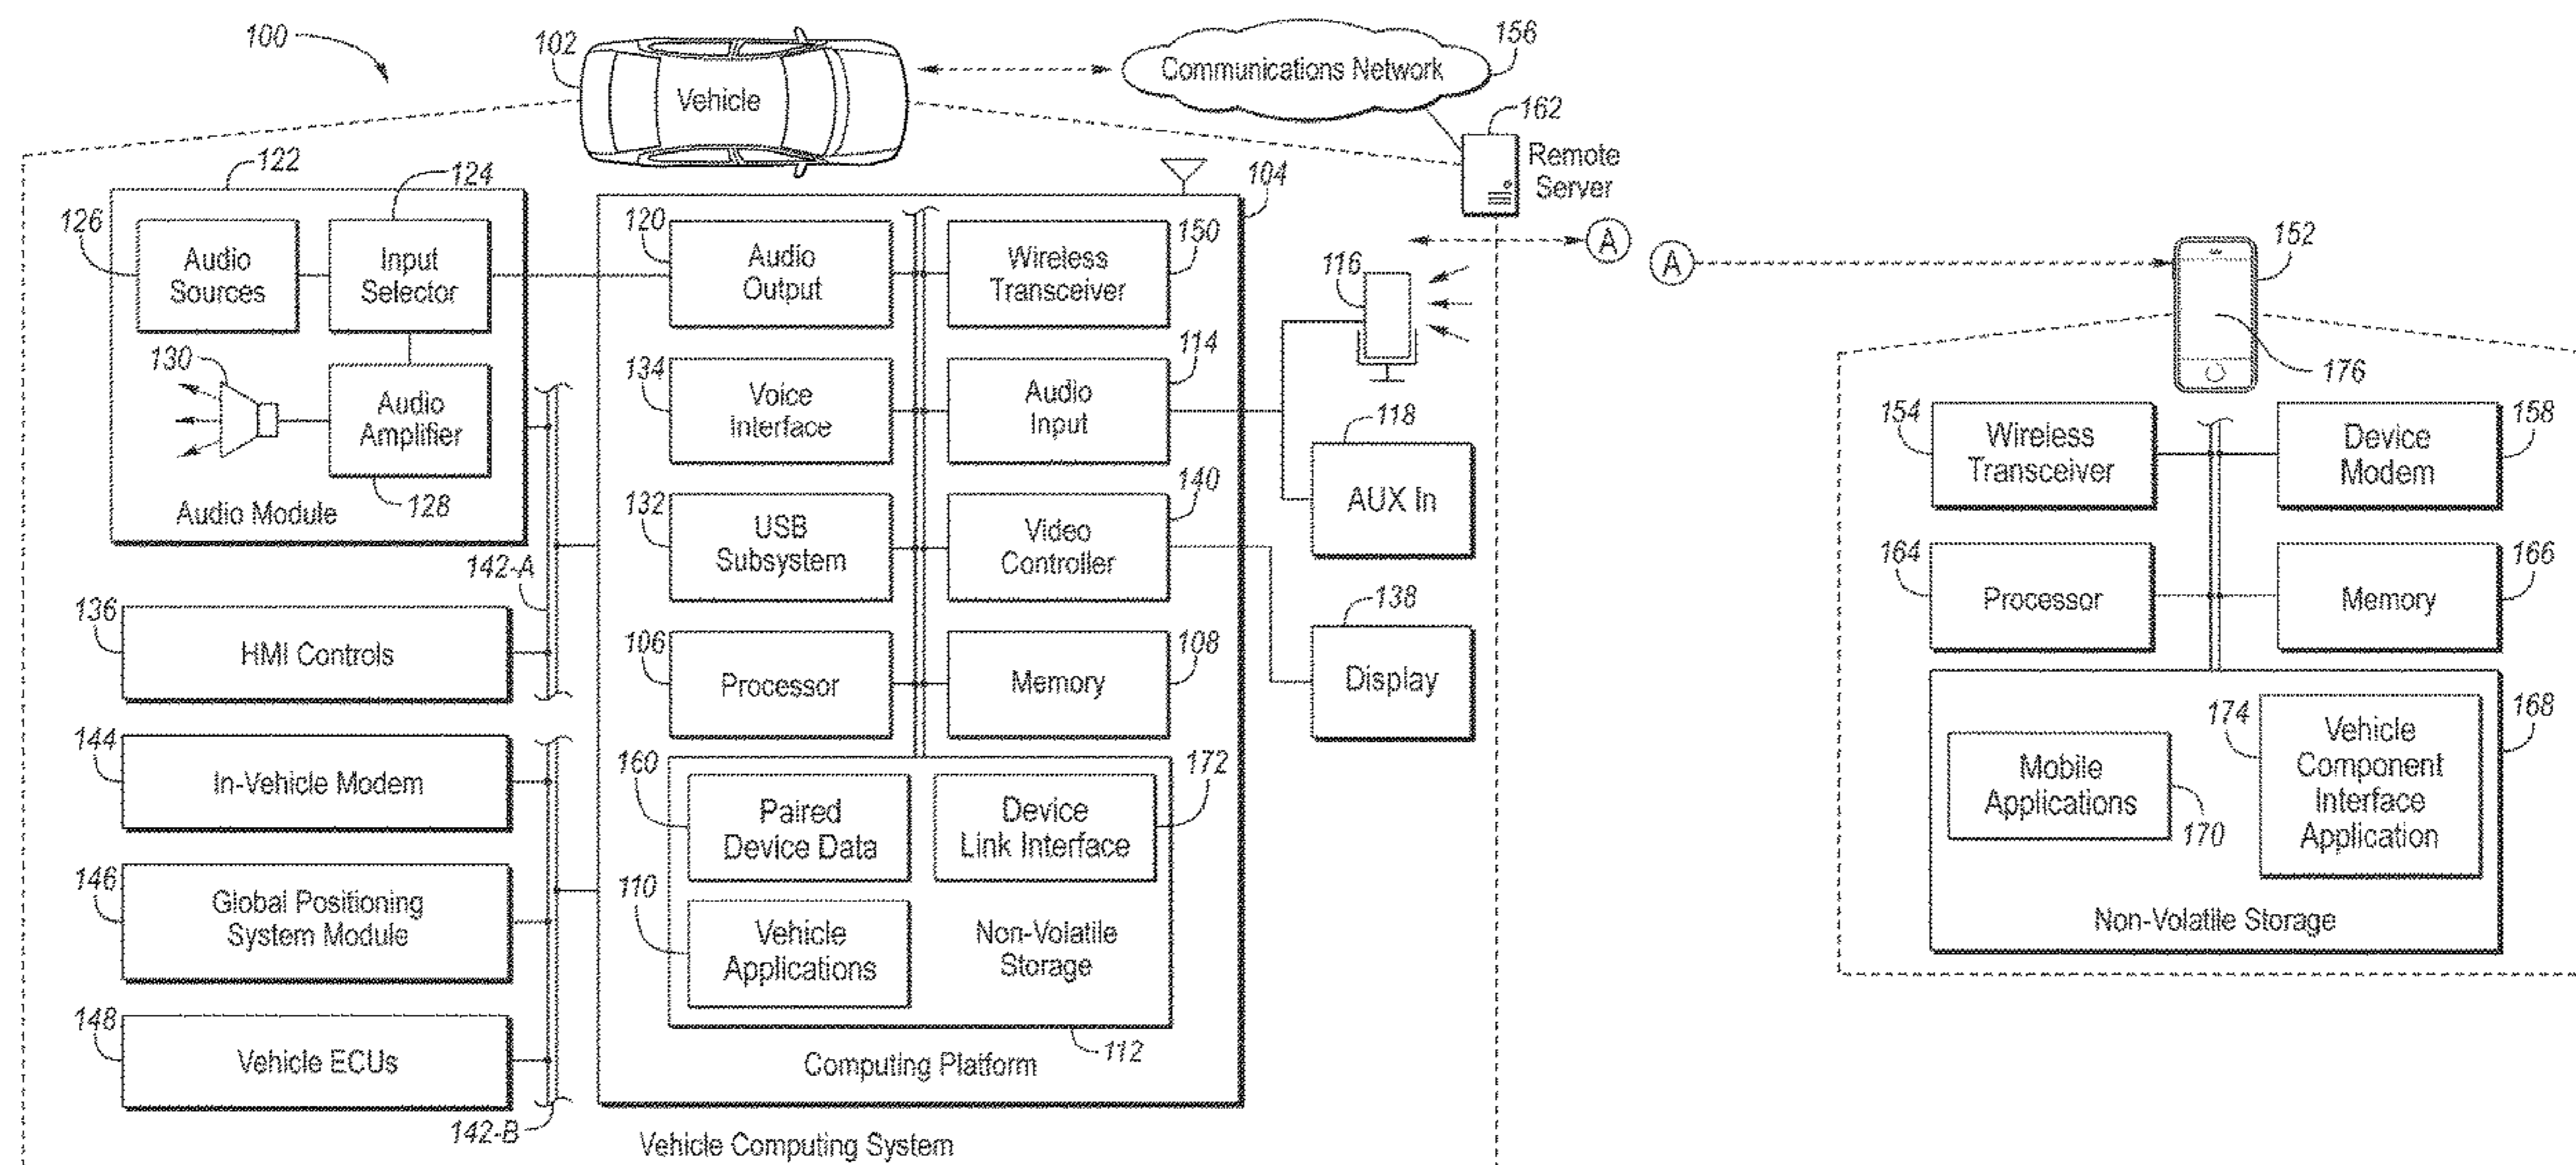 100
102
Vehicle
Communications Network
156
162
Remote
Server
122
124
126
Audio
Sources
Input
Selector
130
Audio
Amplifier
128
Audio Module
142-A
136
HMI Controls
144
In-Vehicle Modem
146
Global Positioning
System Module
148
Vehicle ECUs
142-B
104
120
Audio
Output
Wireless
Transceiver
150
134
Voice
Interface
Audio
Input
114
132
USB
Subsystem
Video
Controller
140
106
Processor
Memory
108
160
Paired
Device Data
Device
Link Interface
172
110
Vehicle
Applications
Non-Volatile
Storage
112
Computing Platform
Vehicle Computing System
116
118
AUX In
138
Display
A
A
152
176
154
Wireless
Transceiver
Device
Modem
158
164
Processor
Memory
166
168
Mobile
Applications
170
174
Vehicle
Component
Interface
Application
Non-Volatile Storage